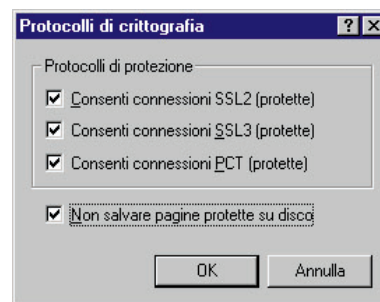 Protocolli di crittografia
Protocolli di protezione
Consenti connessioni SSL2 (protette)
Consenti connessioni SSL3 (protette)
Consenti connessioni PCT (protette)
Non salvare pagine protette su disco
OK Annulla